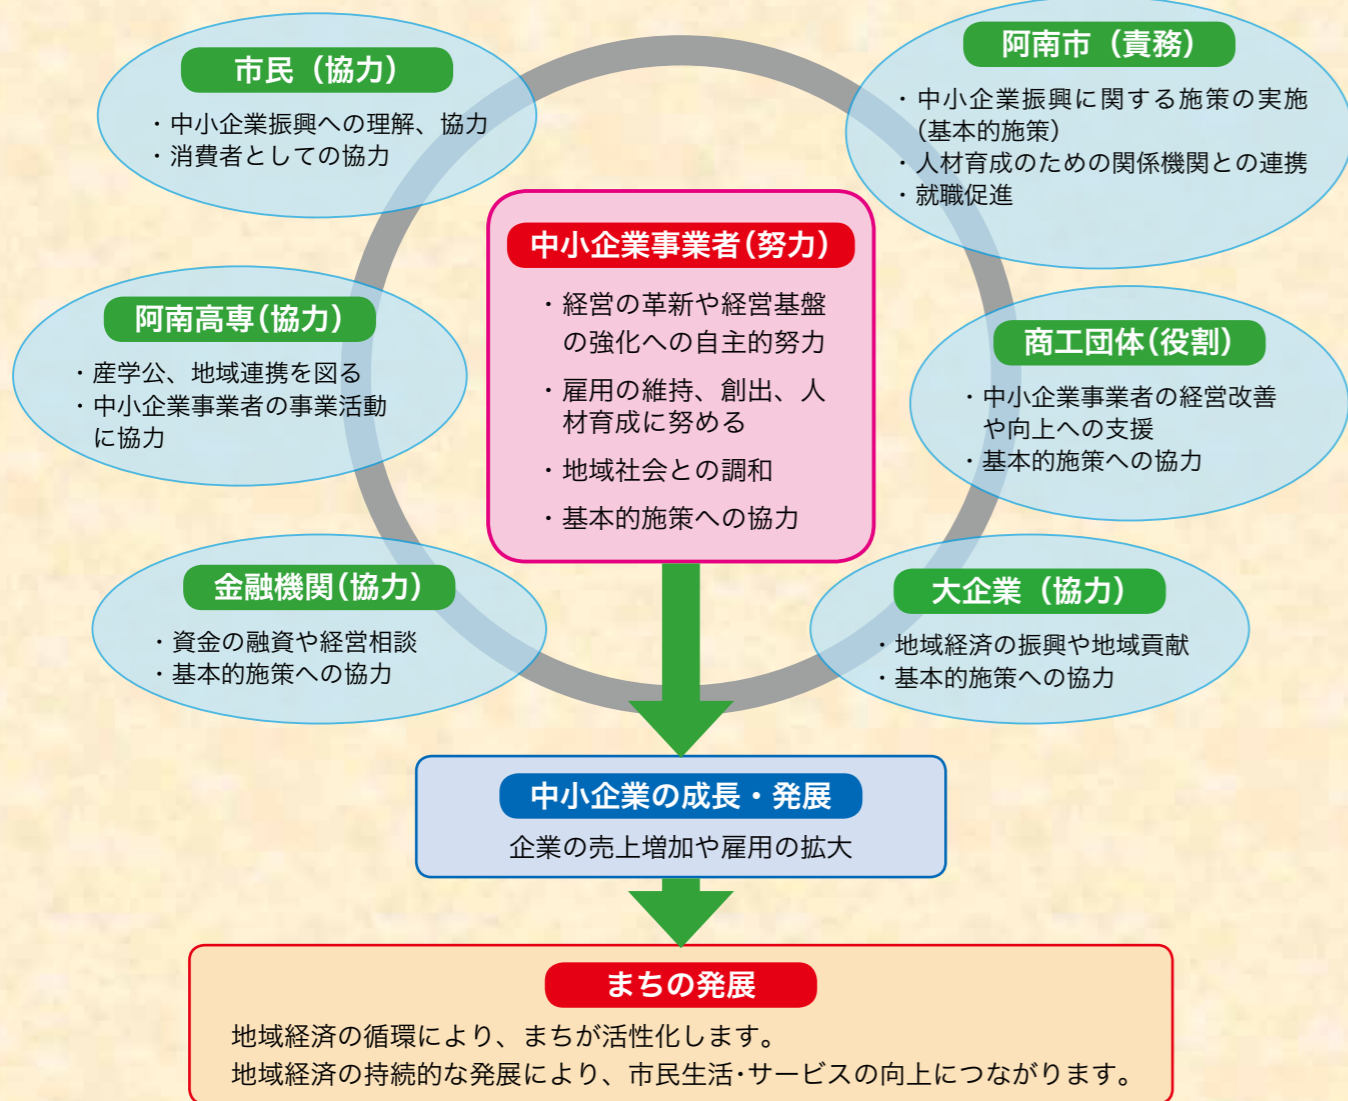 市民（協力）
・中小企業振興への理解、協力
・消費者としての協力
阿南市（責務）
・中小企業振興に関する施策の実施
（基本的施策）
・人材育成のための関係機関との連携
・就職促進
中小企業事業者（努力）
・経営の革新や経営基盤
の強化への自主的努力
・雇用の維持、創出、人
材育成に努める
・地域社会との調和
・基本的施策への協力
阿南高専（協力）
・産学公、地域連携を図る
・中小企業事業者の事業活動
に協力
商工団体（役割）
・中小企業事業者の経営改善
や向上への支援
・基本的施策への協力
金融機関（協力）
・資金の融資や経営相談
・基本的施策への協力
大企業（協力）
・地域経済の振興や地域貢献
・基本的施策への協力
中小企業の成長・発展
企業の売上増加や雇用の拡大
まちの発展
地域経済の循環により、まちが活性化します。
地域経済の持続的な発展により、市民生活・サービスの向上につながります。